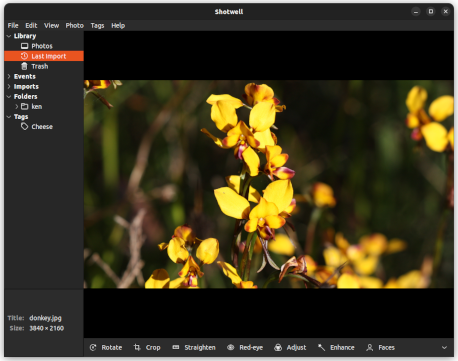 Shotwell
File Edit View Photo Tags Help
Library
Photos
Last Import
Trash
Events
Imports
Folders
ken
Tags
Cheese
Title: donkey.jpg
Size: 3840 × 2160
Rotate Crop Straighten Red-eye Adjust Enhance Faces